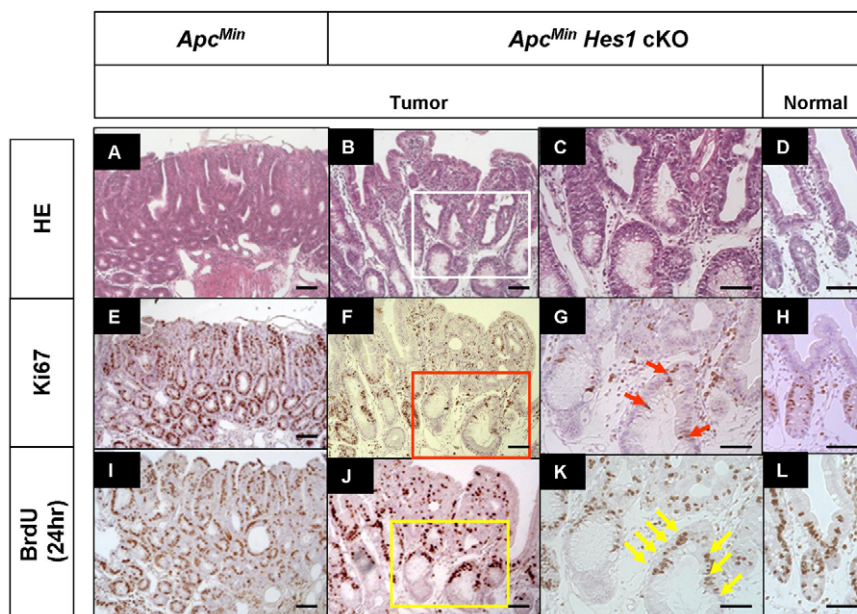 Apc^Min Apc^Min Hes1 cKO
Tumor Normal
HE
A B C D
Ki67
E F G H
BrdU
(24hr)
I J K L